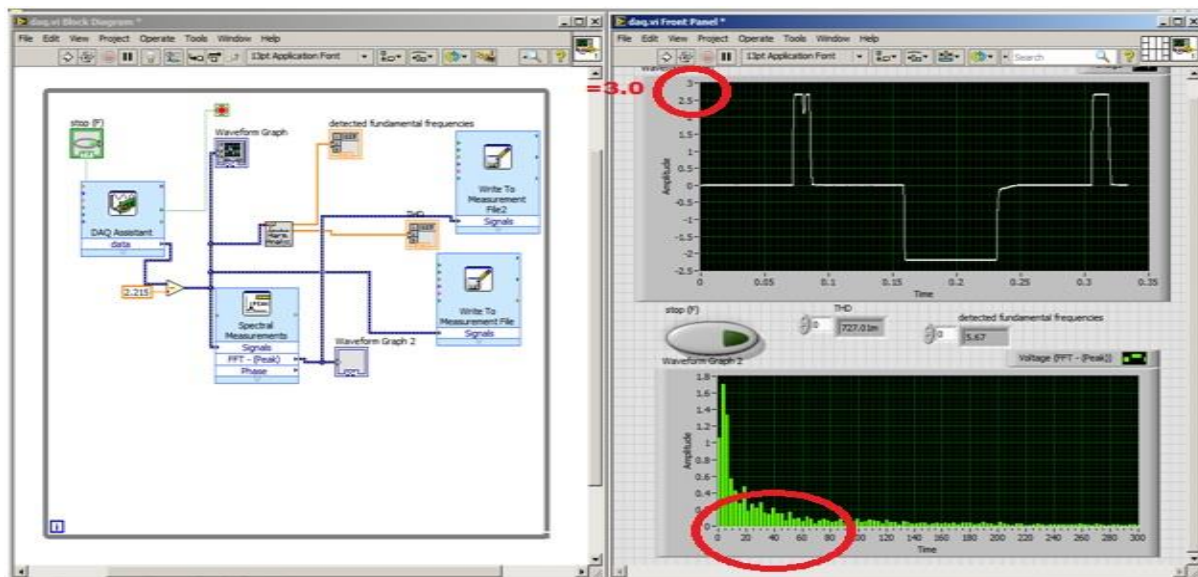 daq.vi Block Diagram *
File Edit View Project Operate Tools Window Help
13pt Application Font
stop (F)
Waveform Graph
detected fundamental frequencies
DAQ Assistant
data
2.215
Write To
Measurement
File2
Signals
THD
Spectral
Measurements
Signals
FFT - (Peak)
Phase
Waveform Graph 2
Write To
Measurement File
Signals
i
daq.vi Front Panel *
File Edit View Project Operate Tools Window Help
13pt Application Font
Search
=3.0
3
2.5
2
1.5
1
0.5
0
-0.5
-1
-1.5
-2
-2.5
Amplitude
0 0.05 0.1 0.15 0.2 0.25 0.3 0.35
Time
stop (F)
THD
0 727.01m
detected fundamental frequencies
0 5.67
Waveform Graph 2
Voltage (FFT - (Peak))
1.8
1.6
1.4
1.2
1
0.8
0.6
0.4
0.2
0
Amplitude
0 20 40 60 80 100 120 140 160 180 200 220 240 260 280 300
Time